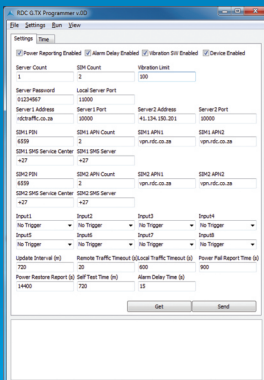 RDC G.TX Programmer v.0D
File Settings Run View
Settings Time
Power Reporting Enabled Alarm Delay Enabled Vibration SW Enabled Device Enabled
Server Count SIM Count Vibration Limit
1 2 100
Server Password Local Server Port
01234567 11000
Server1 Address Server1 Port Server2 Address Server2 Port
rdctraffic.co.za 10000 41.134.150.201 10000
SIM1 PIN SIM1 APN Count SIM1 APN1 SIM1 APN2
6559 2 vpn.rdc.co.za vpn.rdc.co.za
SIM1 SMS Service Center SIM1 SMS Server
+27 +27
SIM2 PIN SIM2 APN Count SIM2 APN1 SIM2 APN2
6559 2 vpn.rdc.co.za vpn.rdc.co.za
SIM2 SMS Service Center SIM2 SMS Server
+27 +27
Input1 Input2 Input3 Input4
No Trigger No Trigger No Trigger No Trigger
Input5 Input6 Input7 Input8
No Trigger No Trigger No Trigger No Trigger
Update Interval (m) Remote Traffic Timeout (s) Local Traffic Timeout (s) Power Fail Report Time (s)
720 20 600 900
Power Restore Report (s) Self Test Time (m) Alarm Delay Time (s)
14400 720 15
Get Send